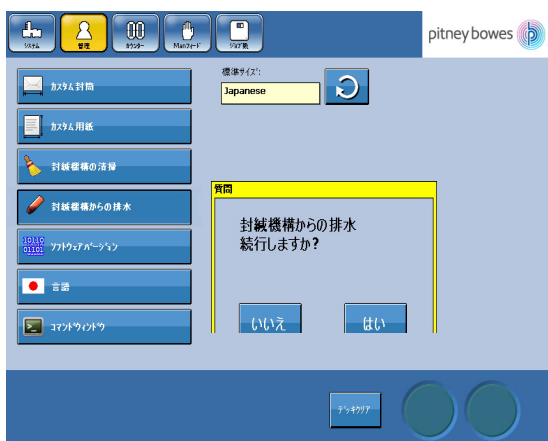 システム
管理
カウンター
Manフィード
ジョブ数
pitney bowes
カスタム封筒
カスタム用紙
封緘機構の清掃
封緘機構からの排水
ソフトウェアバージョン
言語
コマンドウィンドウ
標準サイズ:
Japanese
質問
封緘機構からの排水
続行しますか?
いいえ
はい
デッキクリア